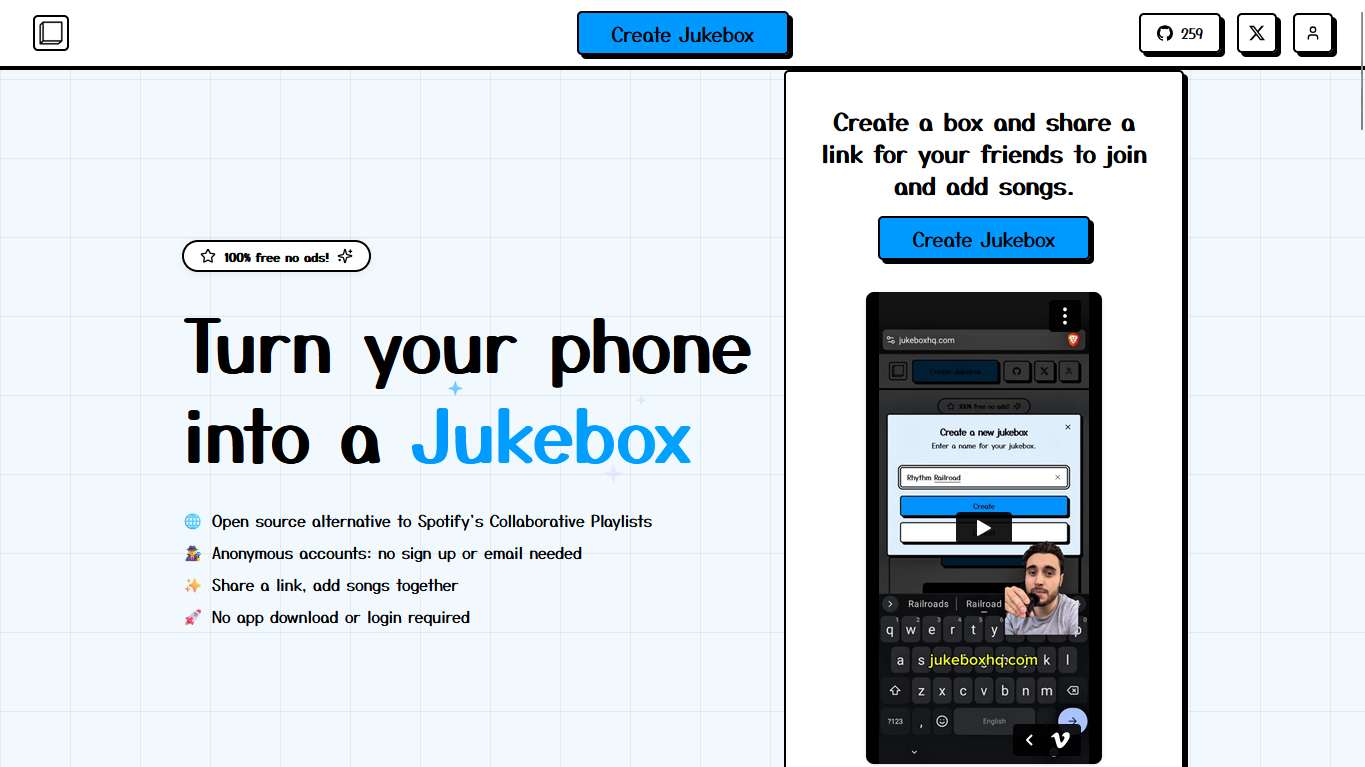 Create Jukebox
259
100% free no ads!
Turn your phone
into a Jukebox
Open source alternative to Spotify's Collaborative Playlists
Anonymous accounts: no sign up or email needed
Share a link, add songs together
No app download or login required
Create a box and share a
link for your friends to join
and add songs.
Create Jukebox
jukeboxhq.com
Create Jukebox
100% free no ads!
Create a new jukebox
Enter a name for your jukebox.
Rhythm Railroad
Create
Railroads Railroad
q w e r t y p
a s jukeboxhq.com k l
z x c v b n m
?123 , English